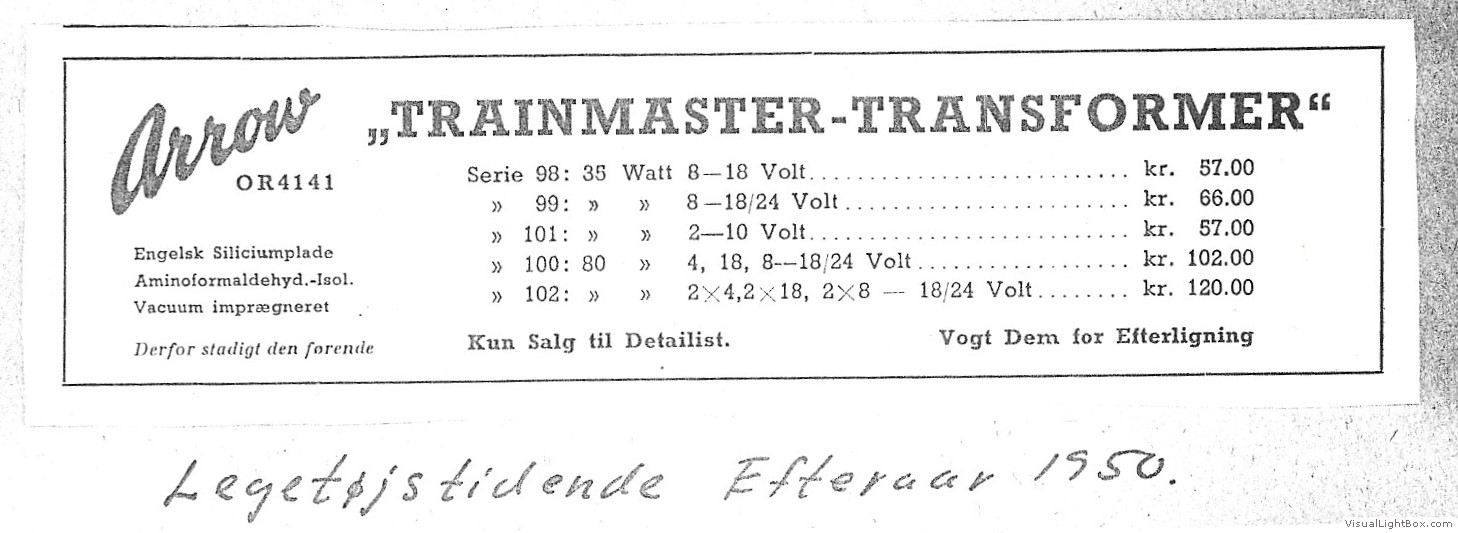 Arrow
OR4141
„TRAINMASTER-TRANSFORMER“
Serie 98: 35 Watt 8—18 Volt............................. kr. 57.00
» 99: » » 8—18/24 Volt.......................... kr. 66.00
» 101: » » 2—10 Volt............................. kr. 57.00
» 100: 80 » 4, 18, 8—18/24 Volt................... kr. 102.00
» 102: » » 2×4,2×18, 2×8 — 18/24 Volt........ kr. 120.00
Engelsk Siliciumplade
Aminoformaldehyd.-Isol.
Vacuum imprægneret
Derfor stadigt den førende
Kun Salg til Detailist.
Vogt Dem for Efterligning
Legetøjstidende Efteraar 1950.
VisualLightBox.com